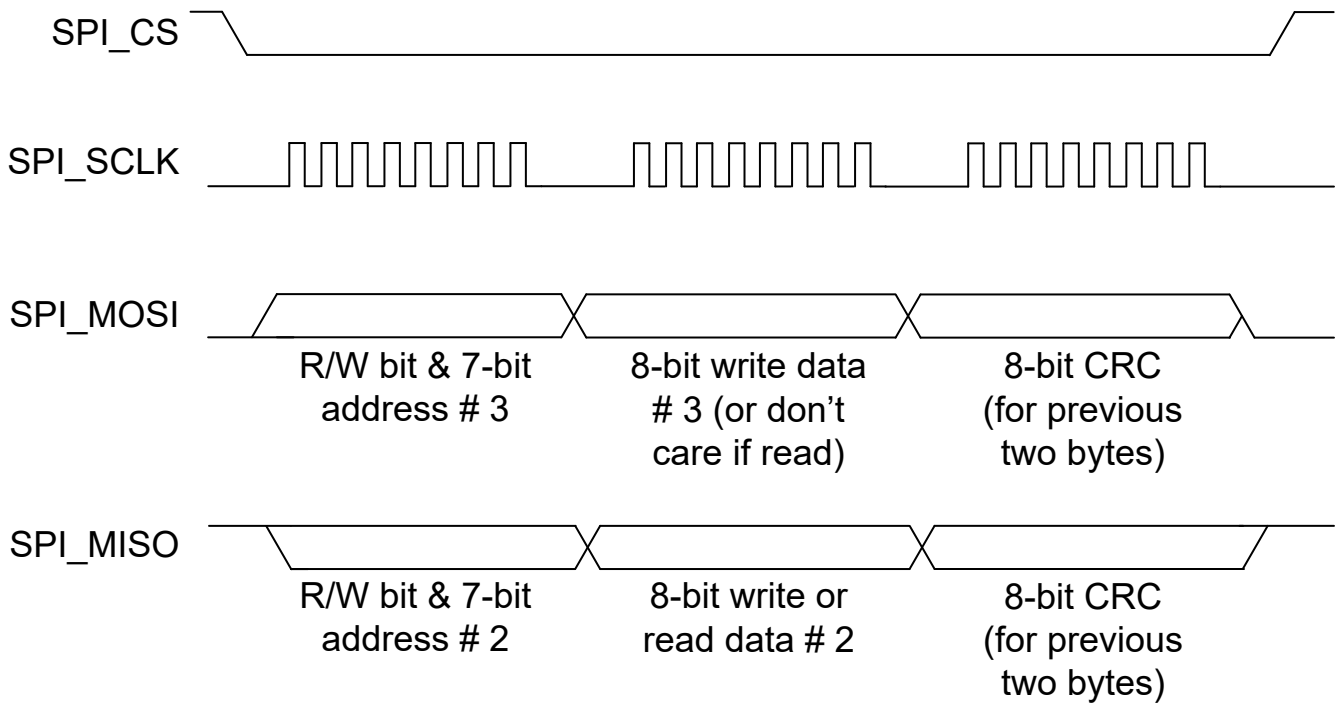 SPI_CS
SPI_SCLK
SPI_MOSI
R/W bit & 7-bit
address # 3
8-bit write data
# 3 (or don’t
care if read)
8-bit CRC
(for previous
two bytes)
SPI_MISO
R/W bit & 7-bit
address # 2
8-bit write or
read data # 2
8-bit CRC
(for previous
two bytes)